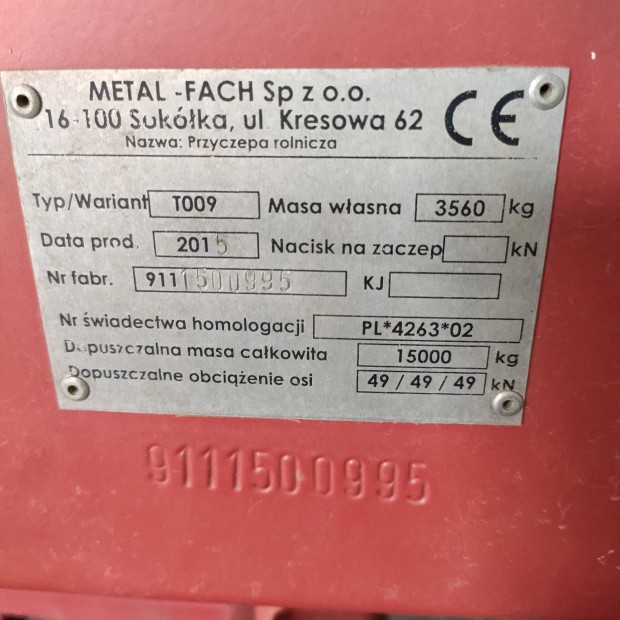 METAL -FACH Sp z o.o.
16-100 Sokółka, ul. Kresowa 62
CE
Nazwa: Przyczepa rolnicza
Typ/Wariant T009 Masa własna 3560 kg
Data prod. 2015 Nacisk na zaczep kN
Nr fabr. 9111500995 KJ
Nr świadectwa homologacji PL*4263*02
Dopuszczalna masa całkowita 15000 kg
Dopuszczalne obciążenie osi 49 / 49 / 49 kN
9111500995